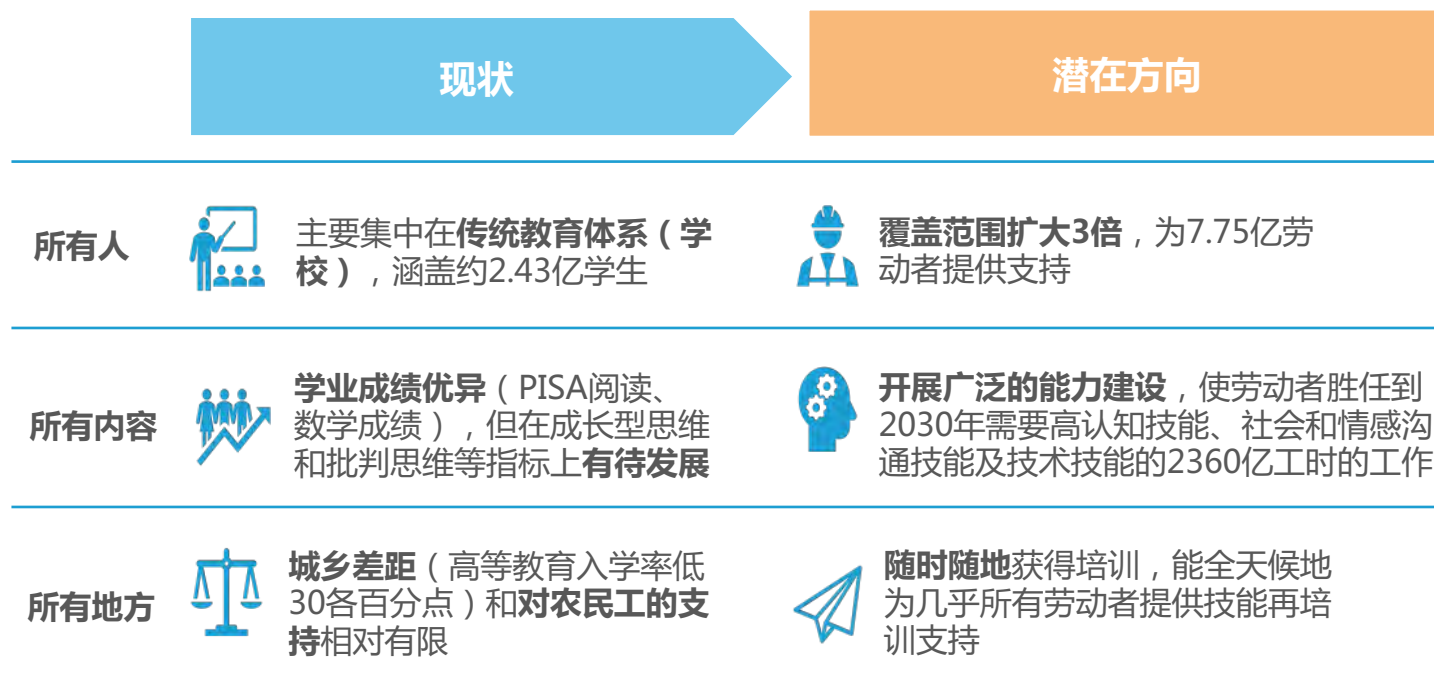 现状
潜在方向
所有人
主要集中在传统教育体系（学
校），涵盖约2.43亿学生
覆盖范围扩大3倍，为7.75亿劳
动者提供支持
所有内容
学业成绩优异（PISA阅读、
数学成绩），但在成长型思维
和批判思维等指标上有待发展
开展广泛的能力建设，使劳动者胜任到
2030年需要高认知技能、社会和情感沟
通技能及技术技能的2360亿工时的工作
所有地方
城乡差距（高等教育入学率低
30各百分点）和对农民工的支
持相对有限
随时随地获得培训，能全天候地
为几乎所有劳动者提供技能再培
训支持